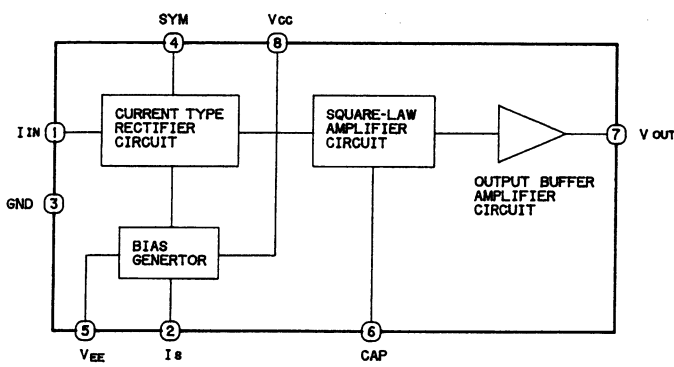 SYM
VCC
4
8
CURRENT TYPE
RECTIFIER
CIRCUIT
SQUARE-LAW
AMPLIFIER
CIRCUIT
I IN
1
7
V OUT
OUTPUT BUFFER
AMPLIFIER
CIRCUIT
GND
3
BIAS
GENERTOR
5
2
6
VEE
Is
CAP